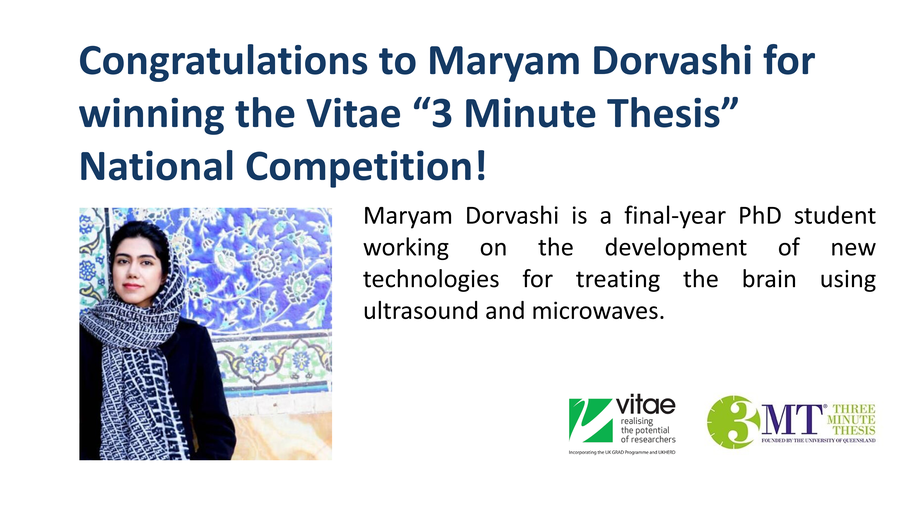 Congratulations to Maryam Dorvashi for
winning the Vitae “3 Minute Thesis”
National Competition!
Maryam Dorvashi is a final-year PhD student
working on the development of new
technologies for treating the brain using
ultrasound and microwaves.
vitae
realising
the potential
of researchers
Incorporating the UK GRAD Programme and UKHERD
3MT® THREE
MINUTE
THESIS
FOUNDED BY THE UNIVERSITY OF QUEENSLAND